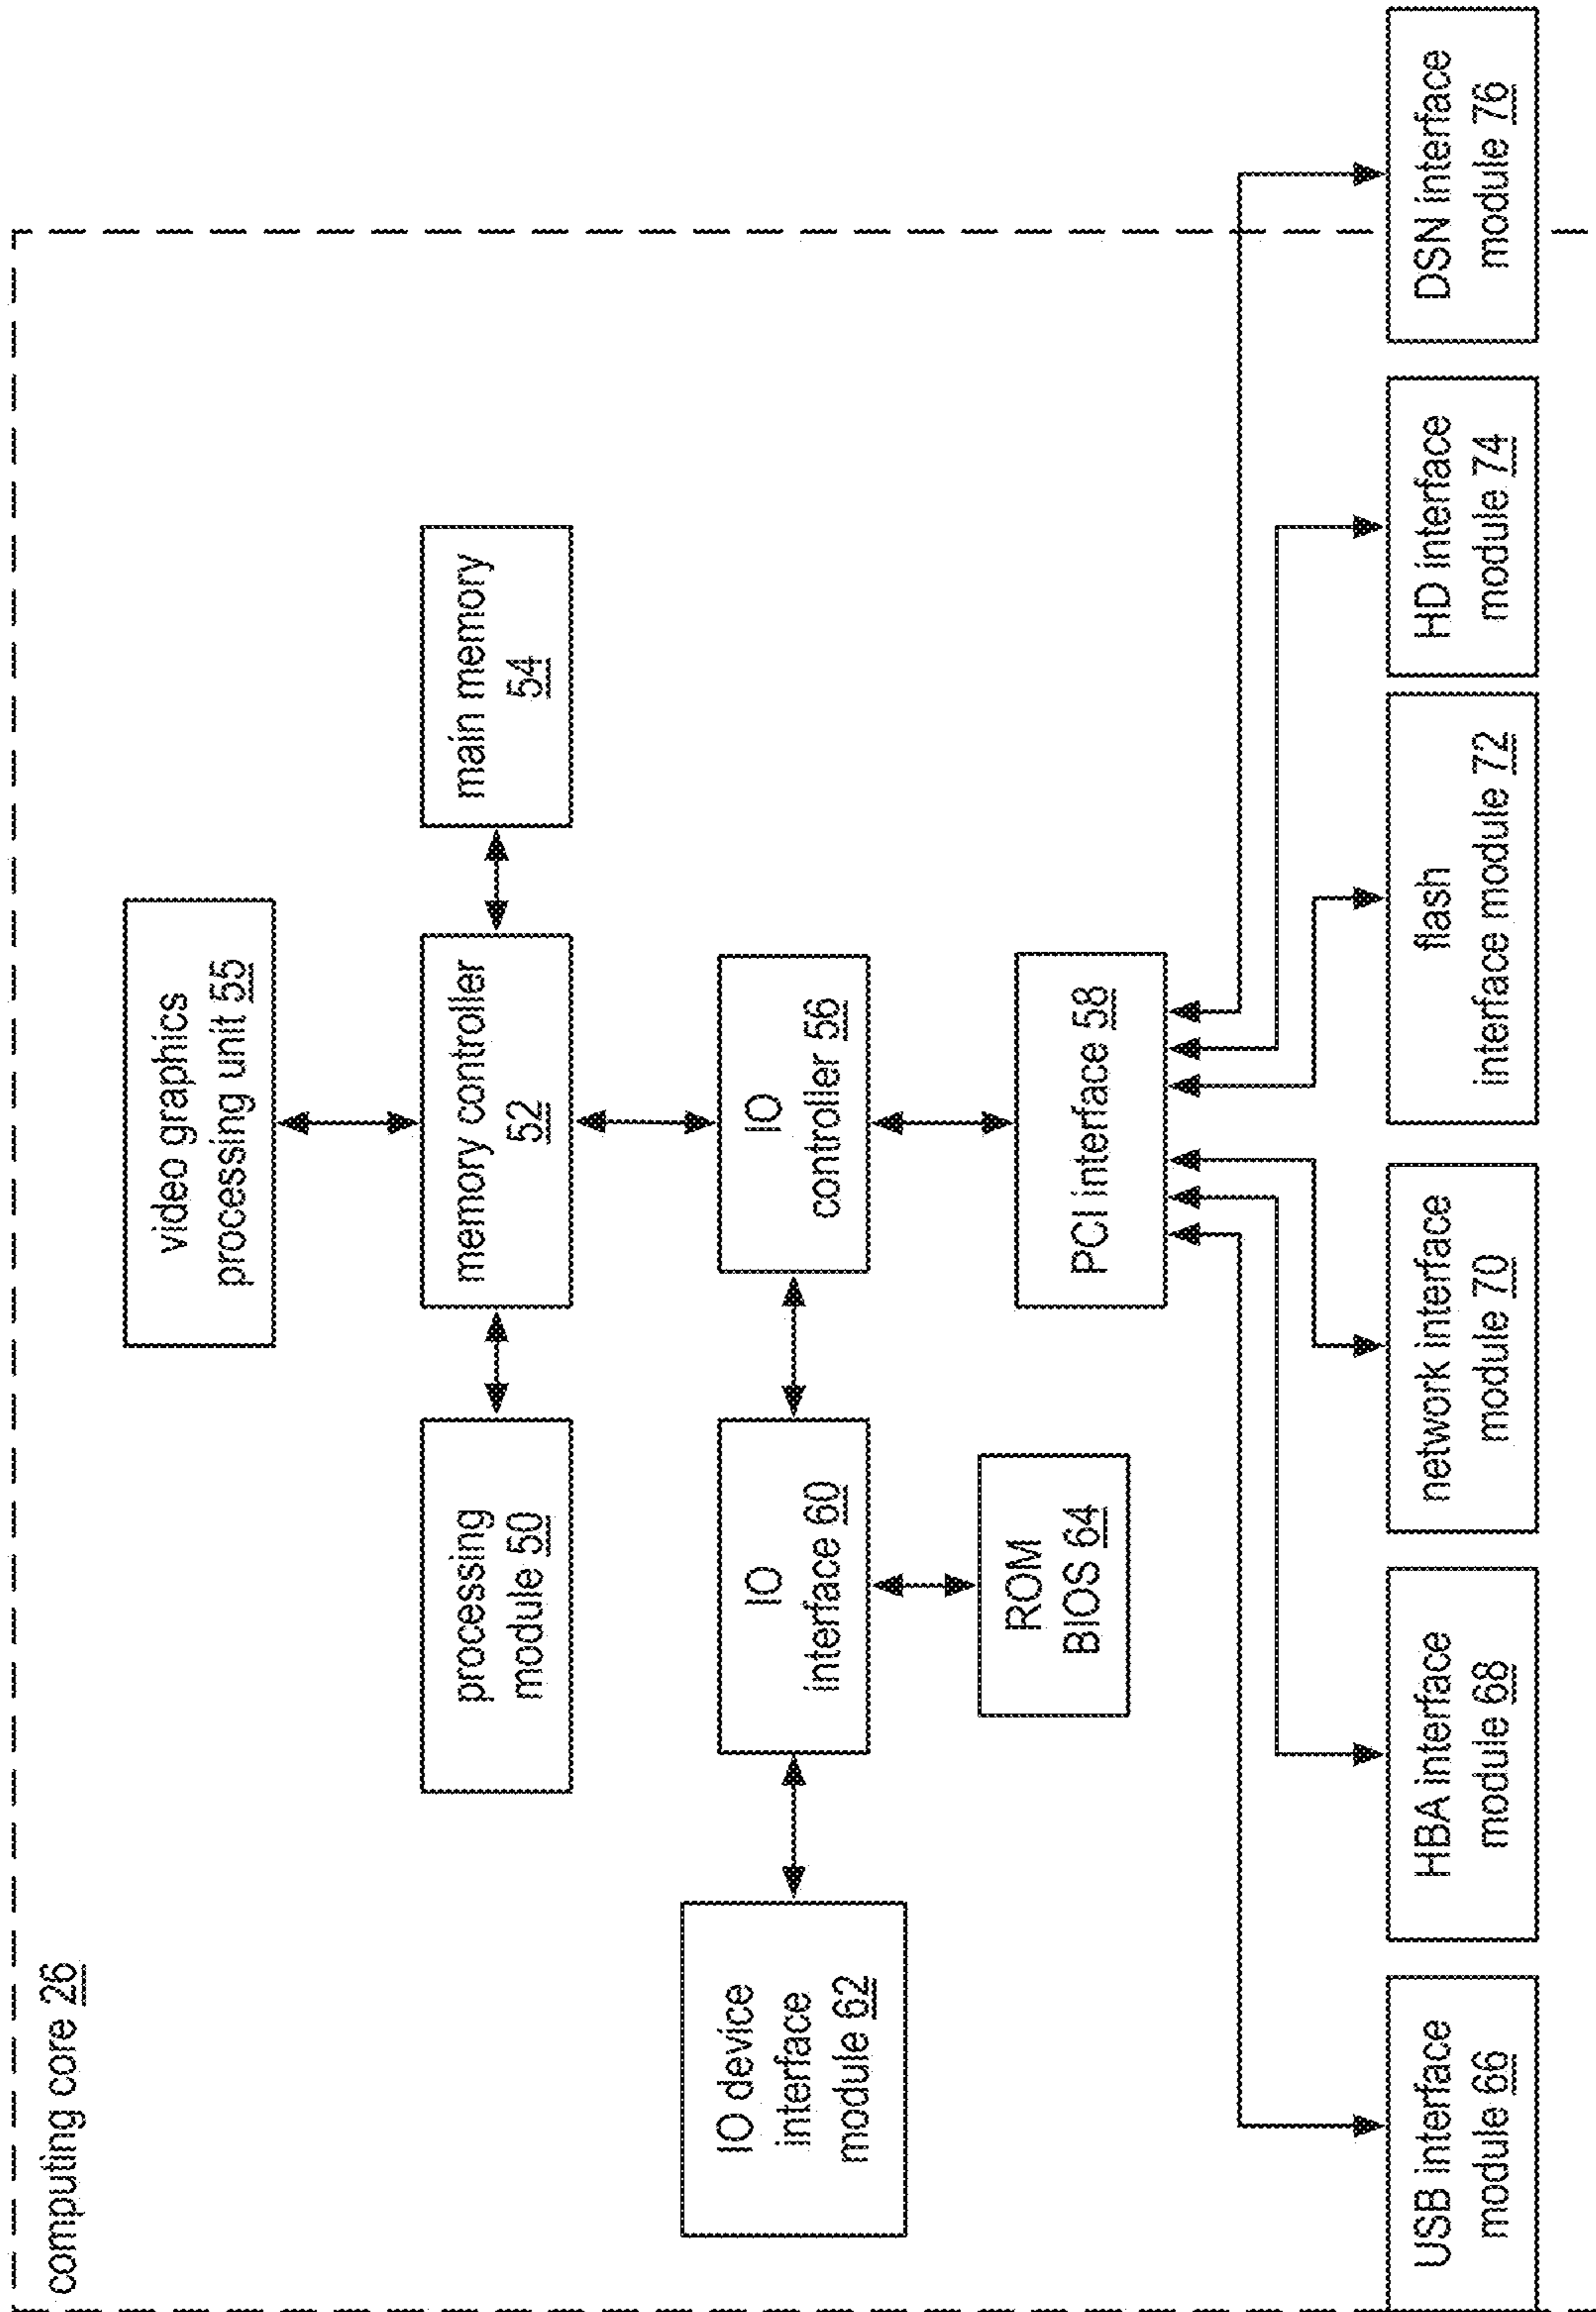 computing core 26
video graphics
processing unit 55
processing
module 50
memory controller
52
main memory
54
IO device
interface
module 62
IO
interface 60
IO
controller 56
ROM
BIOS 64
PCI interface 58
USB interface
module 66
HBA interface
module 68
network interface
module 70
flash
interface module 72
HD interface
module 74
DSN interface
module 76